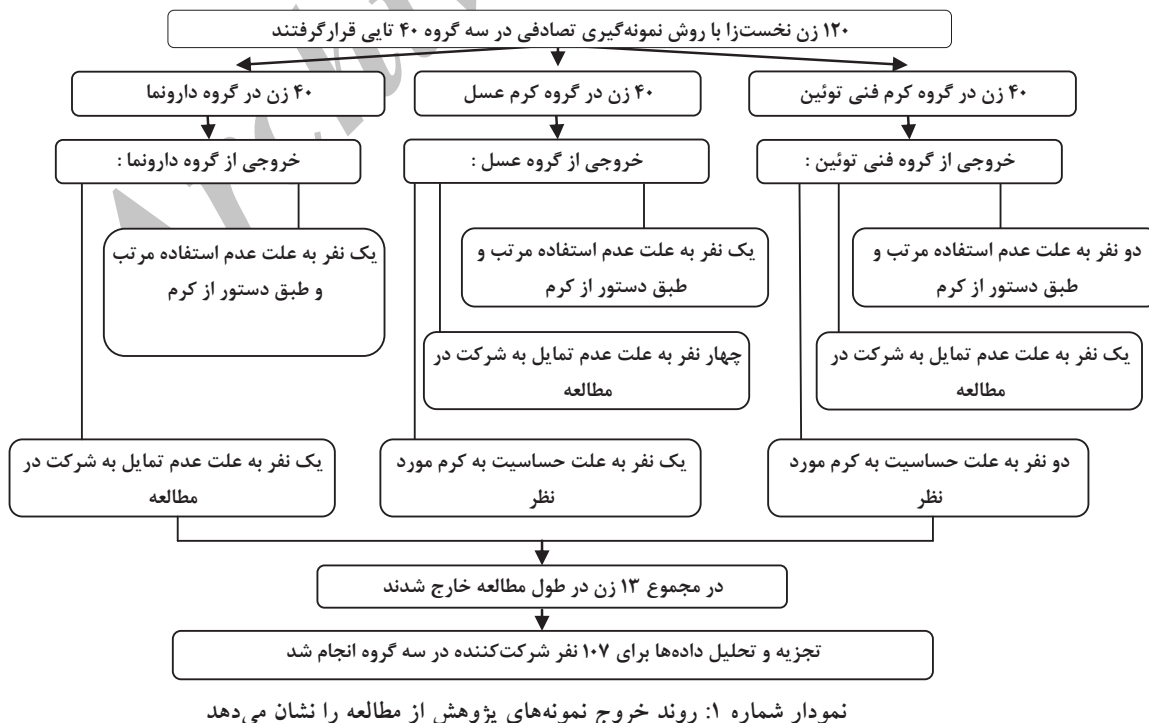 ۱۲۰ زن نخست‌زا با روش نمونه‌گیری تصادفی در سه گروه ۴۰ تایی قرارگرفتند
۴۰ زن در گروه کرم فنی توئین
۴۰ زن در گروه کرم عسل
۴۰ زن در گروه دارونما
خروجی از گروه فنی توئین :
خروجی از گروه عسل :
خروجی از گروه دارونما :
دو نفر به علت عدم استفاده مرتب و
طبق دستور از کرم
یک نفر به علت عدم استفاده مرتب و
طبق دستور از کرم
یک نفر به علت عدم استفاده مرتب
و طبق دستور از کرم
یک نفر به علت عدم تمایل به شرکت در
مطالعه
چهار نفر به علت عدم تمایل به شرکت در
مطالعه
دو نفر به علت حساسیت به کرم مورد
نظر
یک نفر به علت حساسیت به کرم مورد
نظر
یک نفر به علت عدم تمایل به شرکت در
مطالعه
در مجموع ۱۳ زن در طول مطالعه خارج شدند
تجزیه و تحلیل داده‌ها برای ۱۰۷ نفر شرکت‌کننده در سه گروه انجام شد
نمودار شماره ۱: روند خروج نمونه‌های پژوهش از مطالعه را نشان می‌دهد